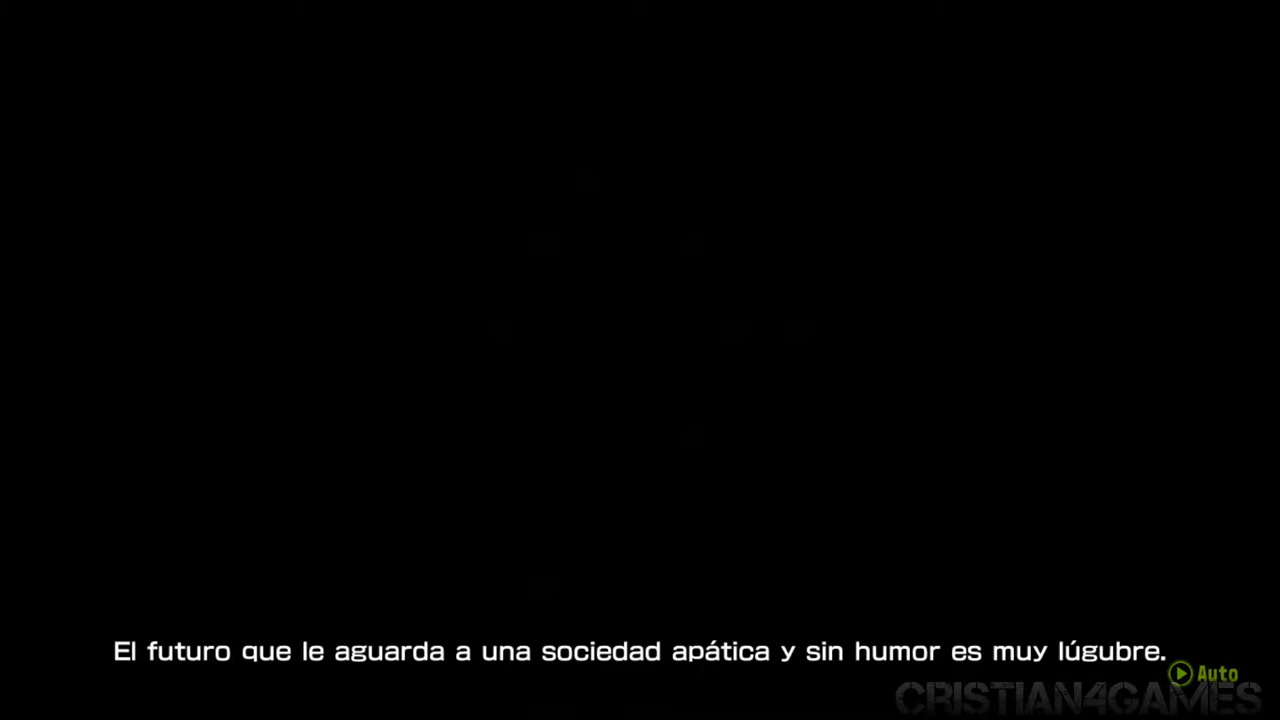 El futuro que le aguarda a una sociedad apática y sin humor es muy lúgubre.
Auto
CRISTIAN4GAMES